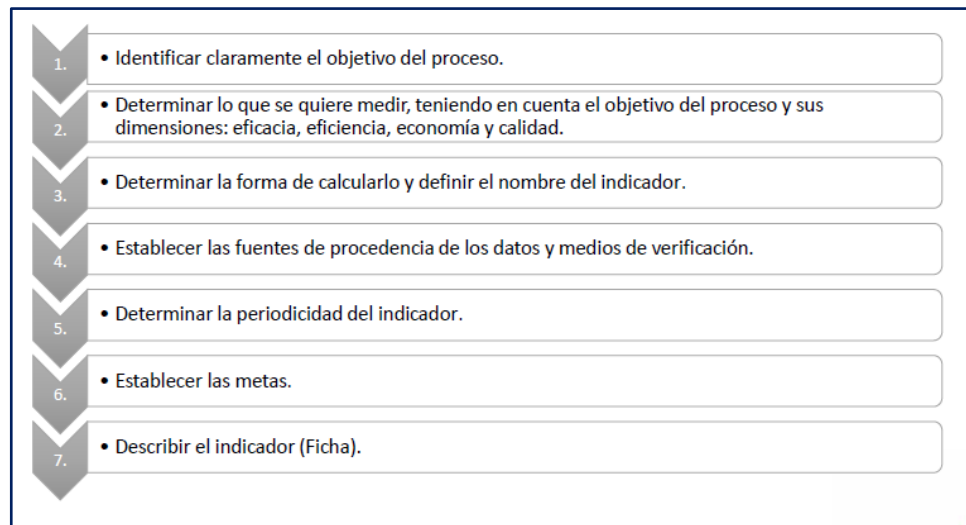 1.
• Identificar claramente el objetivo del proceso.
2.
• Determinar lo que se quiere medir, teniendo en cuenta el objetivo del proceso y sus
dimensiones: eficacia, eficiencia, economía y calidad.
3.
• Determinar la forma de calcularlo y definir el nombre del indicador.
4.
• Establecer las fuentes de procedencia de los datos y medios de verificación.
5.
• Determinar la periodicidad del indicador.
6.
• Establecer las metas.
7.
• Describir el indicador (Ficha).